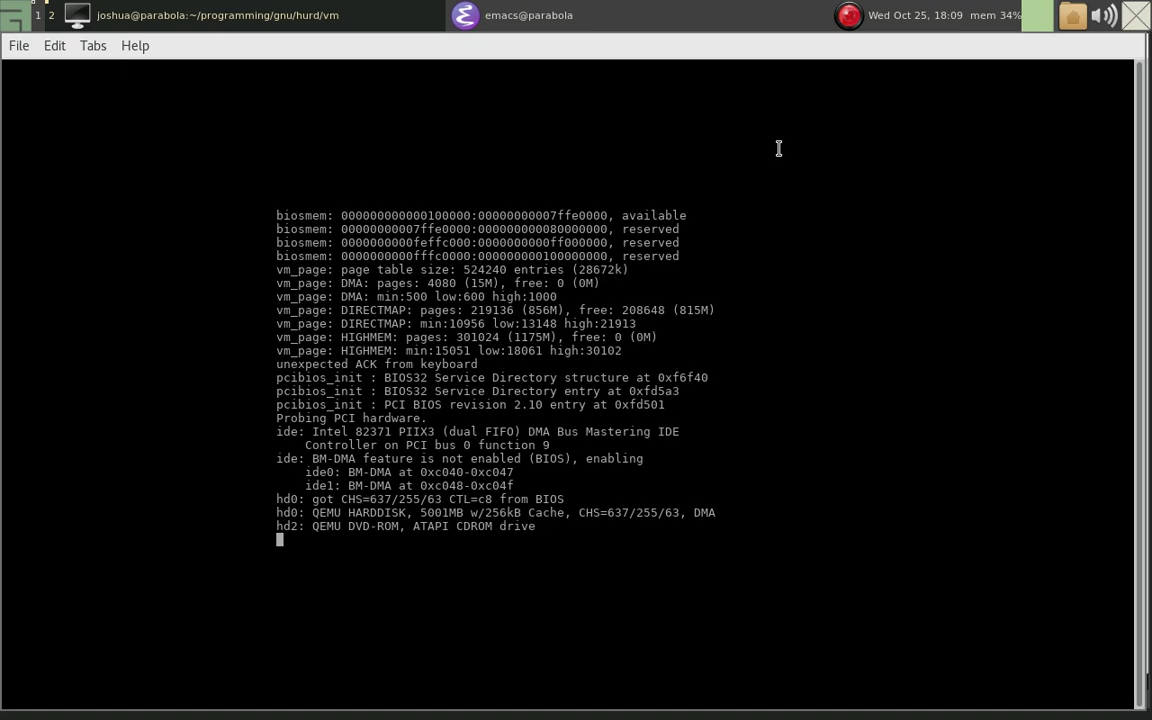 1 2 joshua@parabola:~/programming/gnu/hurd/vm emacs@parabola Wed Oct 25, 18:09 mem 34%
File Edit Tabs Help
biosmem: 000000000000100000:00000000007ffe0000, available
biosmem: 00000000007ffe0000:000000000080000000, reserved
biosmem: 0000000000feffc000:0000000000ff000000, reserved
biosmem: 0000000000fffc0000:000000000100000000, reserved
vm_page: page table size: 524240 entries (28672k)
vm_page: DMA: pages: 4080 (15M), free: 0 (0M)
vm_page: DMA: min:500 low:600 high:1000
vm_page: DIRECTMAP: pages: 219136 (856M), free: 208648 (815M)
vm_page: DIRECTMAP: min:10956 low:13148 high:21913
vm_page: HIGHMEM: pages: 301024 (1175M), free: 0 (0M)
vm_page: HIGHMEM: min:15051 low:18061 high:30102
unexpected ACK from keyboard
pcibios_init : BIOS32 Service Directory structure at 0xf6f40
pcibios_init : BIOS32 Service Directory entry at 0xfd5a3
pcibios_init : PCI BIOS revision 2.10 entry at 0xfd501
Probing PCI hardware.
ide: Intel 82371 PIIX3 (dual FIFO) DMA Bus Mastering IDE
Controller on PCI bus 0 function 9
ide: BM-DMA feature is not enabled (BIOS), enabling
ide0: BM-DMA at 0xc040-0xc047
ide1: BM-DMA at 0xc048-0xc04f
hd0: got CHS=637/255/63 CTL=c8 from BIOS
hd0: QEMU HARDDISK, 5001MB w/256kB Cache, CHS=637/255/63, DMA
hd2: QEMU DVD-ROM, ATAPI CDROM drive